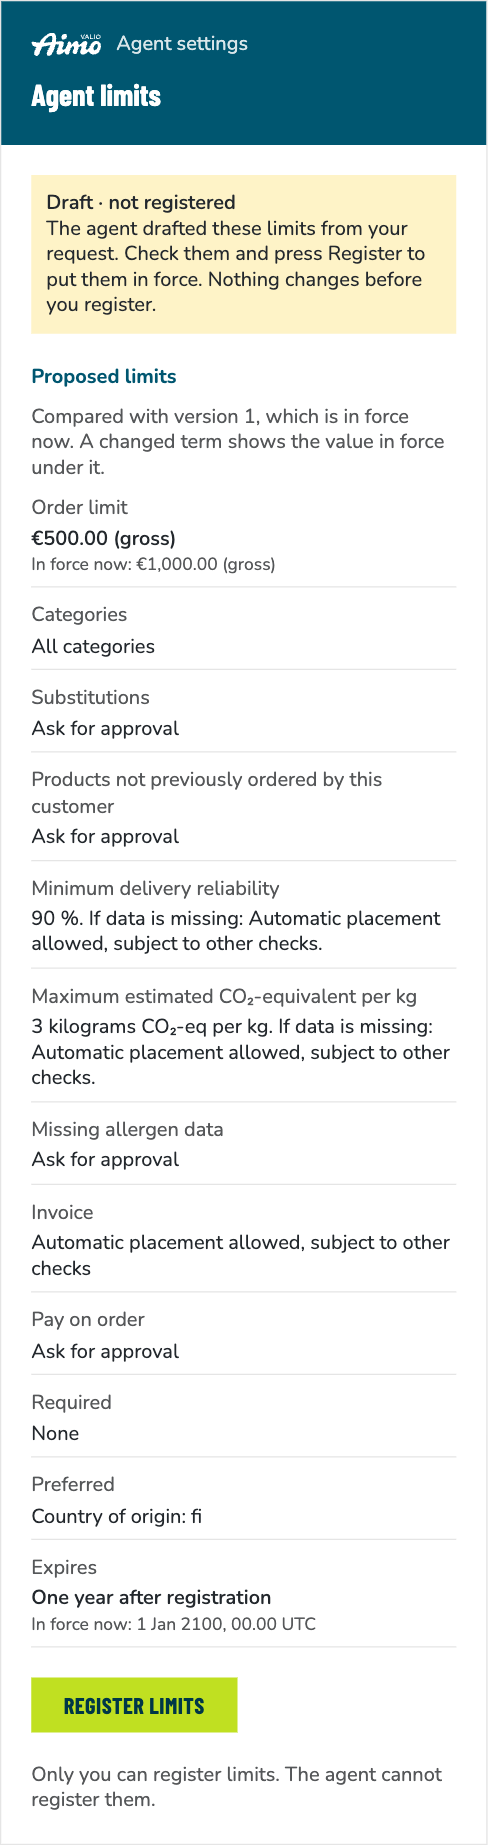 VALIO
Aimo
Agent settings
Agent limits
Draft · not registered
The agent drafted these limits from your
request. Check them and press Register to
put them in force. Nothing changes before
you register.
Proposed limits
Compared with version 1, which is in force
now. A changed term shows the value in force
under it.
Order limit
€500.00 (gross)
In force now: €1,000.00 (gross)
Categories
All categories
Substitutions
Ask for approval
Products not previously ordered by this
customer
Ask for approval
Minimum delivery reliability
90 %. If data is missing: Automatic placement
allowed, subject to other checks.
Maximum estimated CO₂-equivalent per kg
3 kilograms CO₂-eq per kg. If data is missing:
Automatic placement allowed, subject to other
checks.
Missing allergen data
Ask for approval
Invoice
Automatic placement allowed, subject to other
checks
Pay on order
Ask for approval
Required
None
Preferred
Country of origin: fi
Expires
One year after registration
In force now: 1 Jan 2100, 00.00 UTC
REGISTER LIMITS
Only you can register limits. The agent cannot
register them.